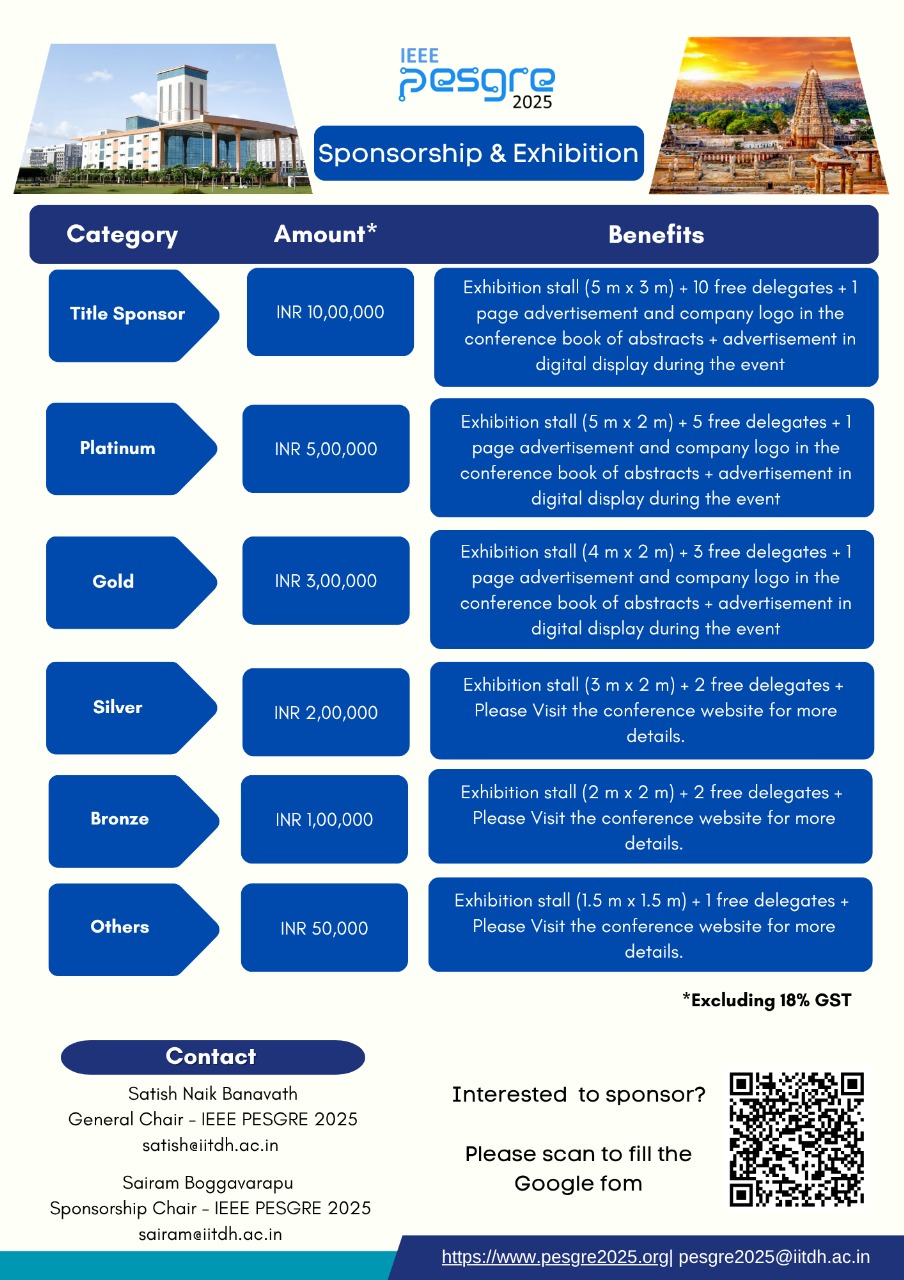 IEEE
pesgre
2025
Sponsorship & Exhibition
Category Amount* Benefits
Title Sponsor
INR 10,00,000
Exhibition stall (5 m x 3 m) + 10 free delegates + 1
page advertisement and company logo in the
conference book of abstracts + advertisement in
digital display during the event
Platinum
INR 5,00,000
Exhibition stall (5 m x 2 m) + 5 free delegates + 1
page advertisement and company logo in the
conference book of abstracts + advertisement in
digital display during the event
Gold
INR 3,00,000
Exhibition stall (4 m x 2 m) + 3 free delegates + 1
page advertisement and company logo in the
conference book of abstracts + advertisement in
digital display during the event
Silver
INR 2,00,000
Exhibition stall (3 m x 2 m) + 2 free delegates +
Please Visit the conference website for more
details.
Bronze
INR 1,00,000
Exhibition stall (2 m x 2 m) + 2 free delegates +
Please Visit the conference website for more
details.
Others
INR 50,000
Exhibition stall (1.5 m x 1.5 m) + 1 free delegates +
Please Visit the conference website for more
details.
*Excluding 18% GST
Contact
Satish Naik Banavath
General Chair - IEEE PESGRE 2025
satish@iitdh.ac.in
Sairam Boggavarapu
Sponsorship Chair - IEEE PESGRE 2025
sairam@iitdh.ac.in
Interested to sponsor?
Please scan to fill the
Google fom
https://www.pesgre2025.org| pesgre2025@iitdh.ac.in